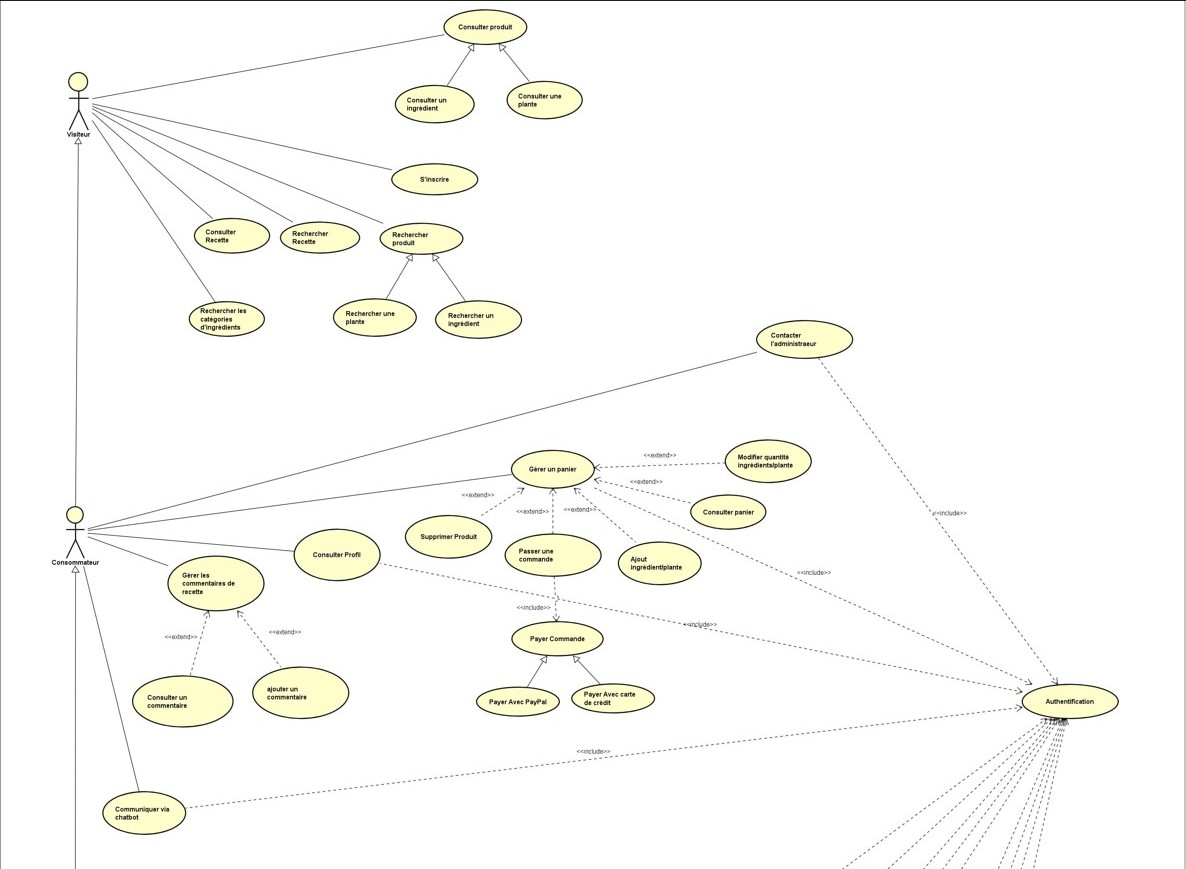 Consulter produit
Consulter un
ingrédient
Consulter une
plante
Visiteur
S'inscrire
Consulter
Recette
Rechercher
Recette
Rechercher
produit
Rechercher les
catégories
d'ingrédients
Rechercher une
plante
Rechercher un
ingrédient
Contacter
l'administraeur
Gérer un panier
<<extend>>
Modifier quantité
ingrédients/plante
<<extend>>
Consulter panier
<<extend>>
<<extend>>
<<extend>>
<<include>>
Supprimer Produit
Passer une
commande
Ajout
ingrédient/plante
Consommateur
Consulter Profil
Gérer les
commentaires de
recette
<<include>>
<<include>>
<<include>>
<<extend>>
<<extend>>
Payer Commande
Consulter un
commentaire
ajouter un
commentaire
Payer Avec PayPal
Payer Avec carte
de crédit
Authentification
<<include>>
Communiquer via
chatbot